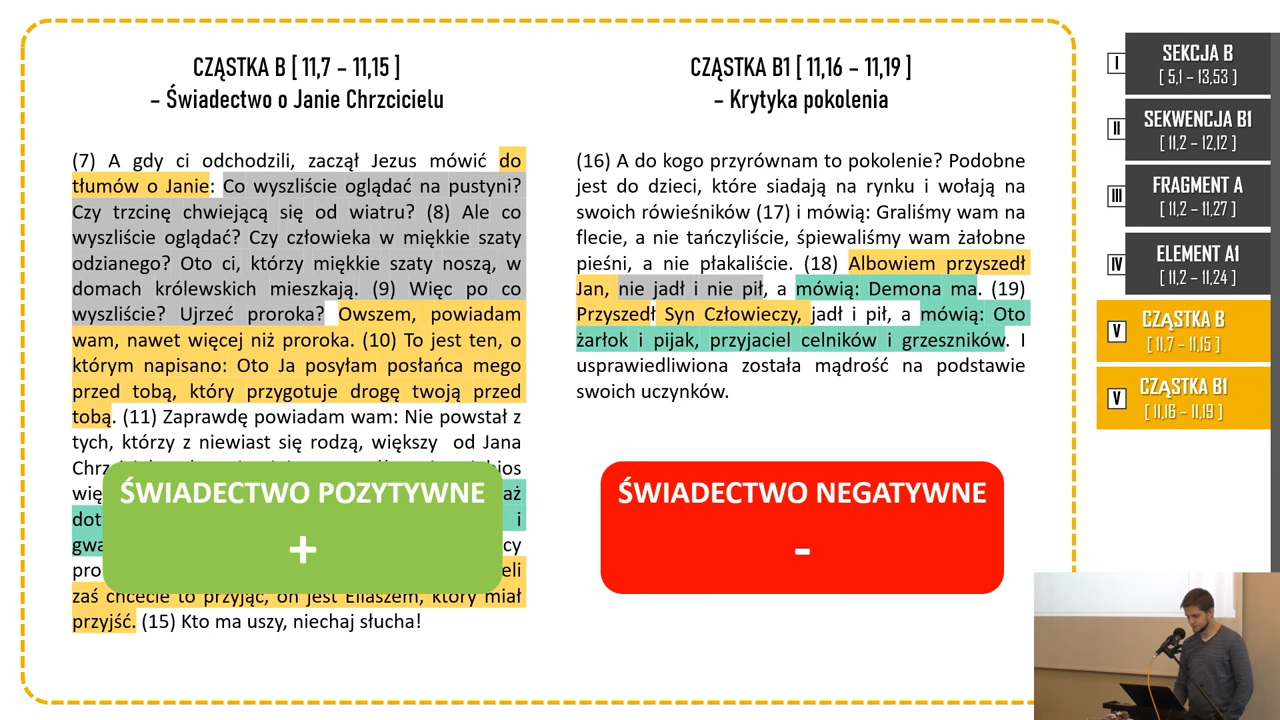 CZĄSTKA B [ 11,7 – 11,15 ]
– Świadectwo o Janie Chrzcicielu
(7) A gdy ci odchodzili, zaczął Jezus mówić do
tłumów o Janie: Co wyszliście oglądać na pustyni?
Czy trzcinę chwiejącą się od wiatru? (8) Ale co
wyszliście oglądać? Czy człowieka w miękkie szaty
odzianego? Oto ci, którzy miękkie szaty noszą, w
domach królewskich mieszkają. (9) Więc po co
wyszliście? Ujrzeć proroka? Owszem, powiadam
wam, nawet więcej niż proroka. (10) To jest ten, o
którym napisano: Oto Ja posyłam posłańca mego
przed tobą, który przygotuje drogę twoją przed
tobą. (11) Zaprawdę powiadam wam: Nie powstał z
tych, którzy z niewiast się rodzą, większy od Jana
ŚWIADECTWO POZYTYWNE
+
zaś chcecie to przyjąć, on jest Eliaszem, który miał
przyjść. (15) Kto ma uszy, niechaj słucha!
CZĄSTKA B1 [ 11,16 – 11,19 ]
– Krytyka pokolenia
(16) A do kogo przyrównam to pokolenie? Podobne
jest do dzieci, które siadają na rynku i wołają na
swoich rówieśników (17) i mówią: Graliśmy wam na
flecie, a nie tańczyliście, śpiewaliśmy wam żałobne
pieśni, a nie płakaliście. (18) Albowiem przyszedł
Jan, nie jadł i nie pił, a mówią: Demona ma. (19)
Przyszedł Syn Człowieczy, jadł i pił, a mówią: Oto
żarłok i pijak, przyjaciel celników i grzeszników. I
usprawiedliwiona została mądrość na podstawie
swoich uczynków.
ŚWIADECTWO NEGATYWNE
-
I SEKCJA B
[ 5,1 – 13,53 ]
II SEKWENCJA B1
[ 11,2 – 12,12 ]
III FRAGMENT A
[ 11,2 – 11,27 ]
IV ELEMENT A1
[ 11,2 – 11,24 ]
V CZĄSTKA B
[ 11,7 – 11,15 ]
V CZĄSTKA B1
[ 11,16 – 11,19 ]